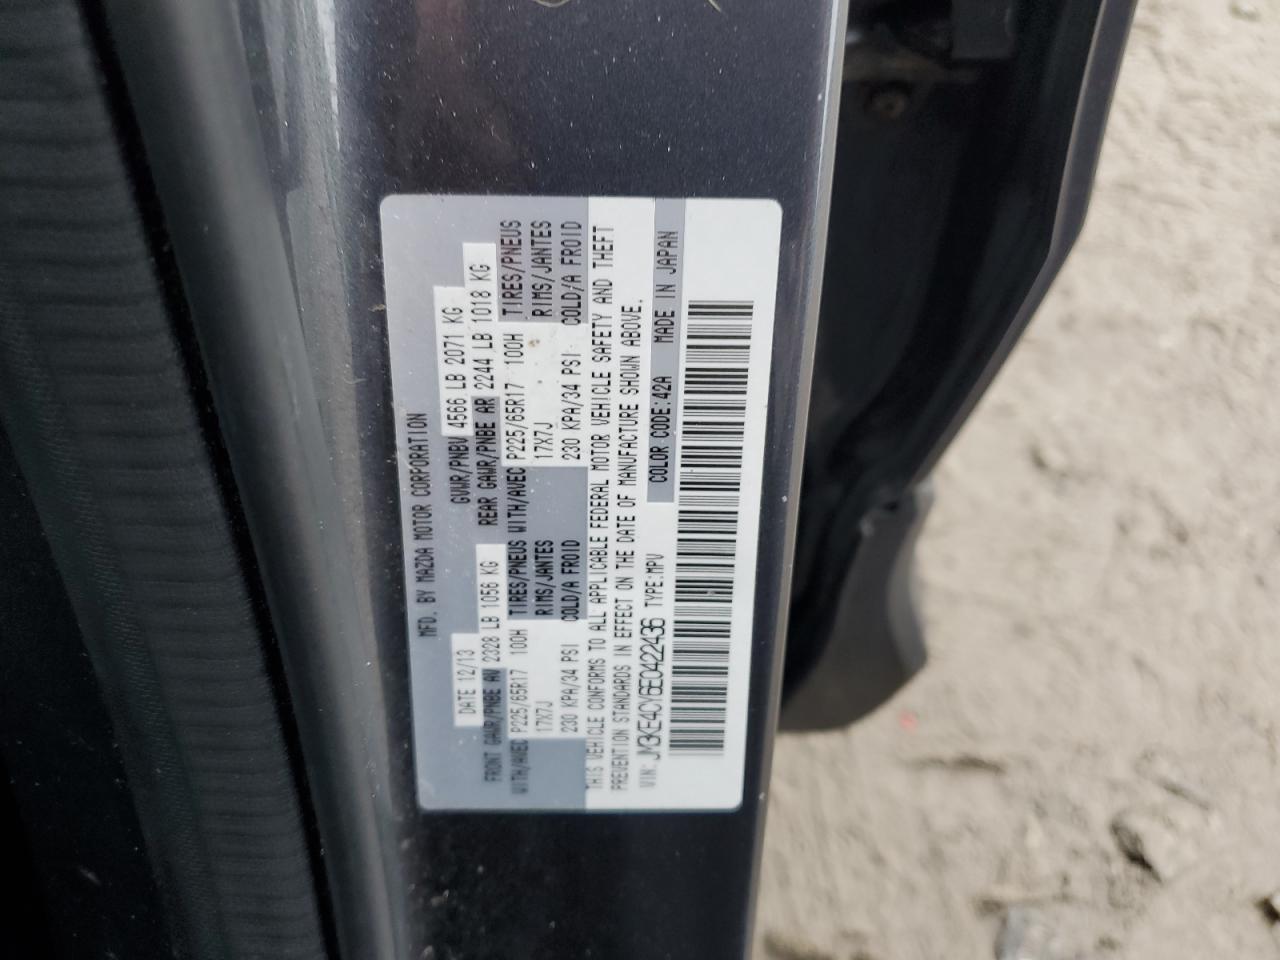 MFD. BY MAZDA MOTOR CORPORATION
DATE 12/13 GVWR/PNBV 4566 LB 2071 KG
FRONT GAWR/PNBE AV 2328 LB 1056 KG REAR GAWR/PNBE AR 2244 LB 1018 KG
WITH/AVEC P225/65R17 100H TIRES/PNEUS WITH/AVEC P225/65R17 100H TIRES/PNEUS
17X7J RIMS/JANTES 17X7J RIMS/JANTES
230 KPA/34 PSI COLD/A FROID 230 KPA/34 PSI COLD/A FROID
THIS VEHICLE CONFORMS TO ALL APPLICABLE FEDERAL MOTOR VEHICLE SAFETY AND THEFT
PREVENTION STANDARDS IN EFFECT ON THE DATE OF MANUFACTURE SHOWN ABOVE.
VIN: JM3KE4CY6E0422436 TYPE:MPV COLOR CODE:42A MADE IN JAPAN